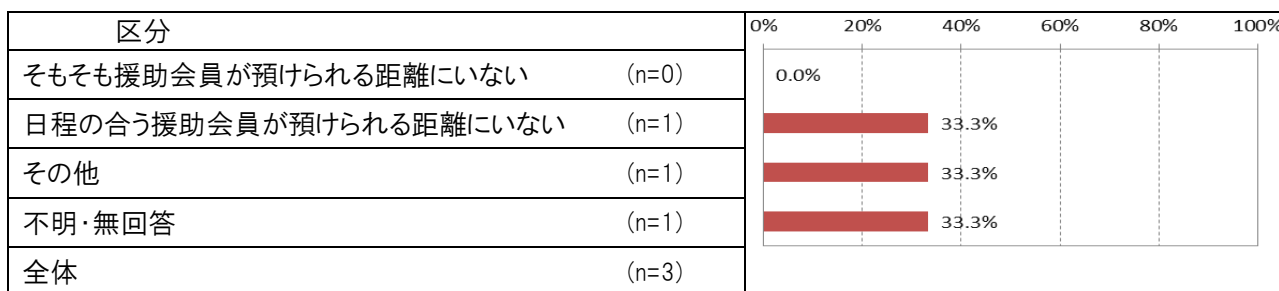 区分 0% 20% 40% 60% 80% 100%
そもそも援助会員が預けられる距離にいない (n=0) 0.0%
日程の合う援助会員が預けられる距離にいない (n=1) 33.3%
その他 (n=1) 33.3%
不明・無回答 (n=1) 33.3%
全体 (n=3)